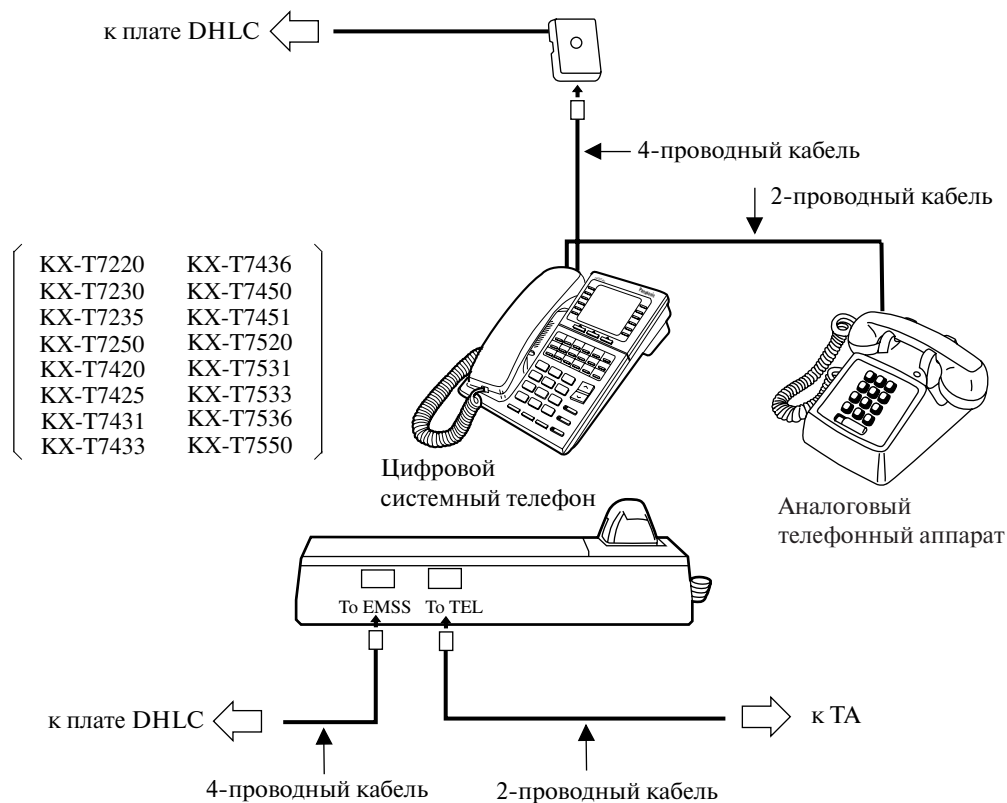 к плате DHLC
4-проводный кабель
2-проводный кабель
KX-T7220 KX-T7436
KX-T7230 KX-T7450
KX-T7235 KX-T7451
KX-T7250 KX-T7520
KX-T7420 KX-T7531
KX-T7425 KX-T7533
KX-T7431 KX-T7536
KX-T7433 KX-T7550
Panasonic
Цифровой
системный телефон
Аналоговый
телефонный аппарат
To EMSS To TEL
к плате DHLC
к ТА
4-проводный кабель
2-проводный кабель